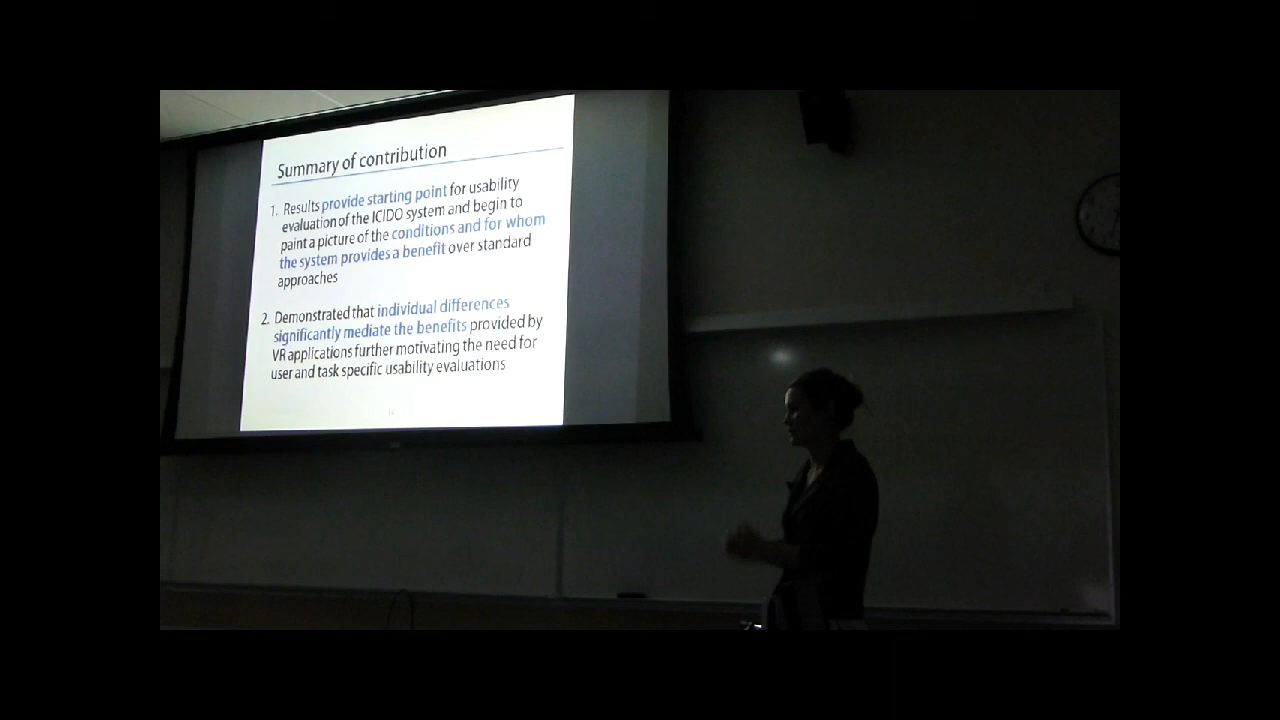 Summary of contribution
1. Results provide starting point for usability
evaluation of the ICIDO system and begin to
paint a picture of the conditions and for whom
the system provides a benefit over standard
approaches
2. Demonstrated that individual differences
significantly mediate the benefits provided by
VR applications further motivating the need for
user and task specific usability evaluations